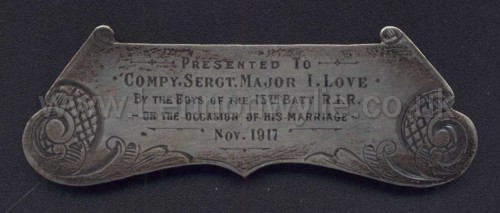 PRESENTED TO
COMPY. SERGT. MAJOR I. LOVE
BY THE BOYS OF THE 15TH BATT R.I.R.
- ON THE OCCASION OF HIS MARRIAGE -
NOV. 1917